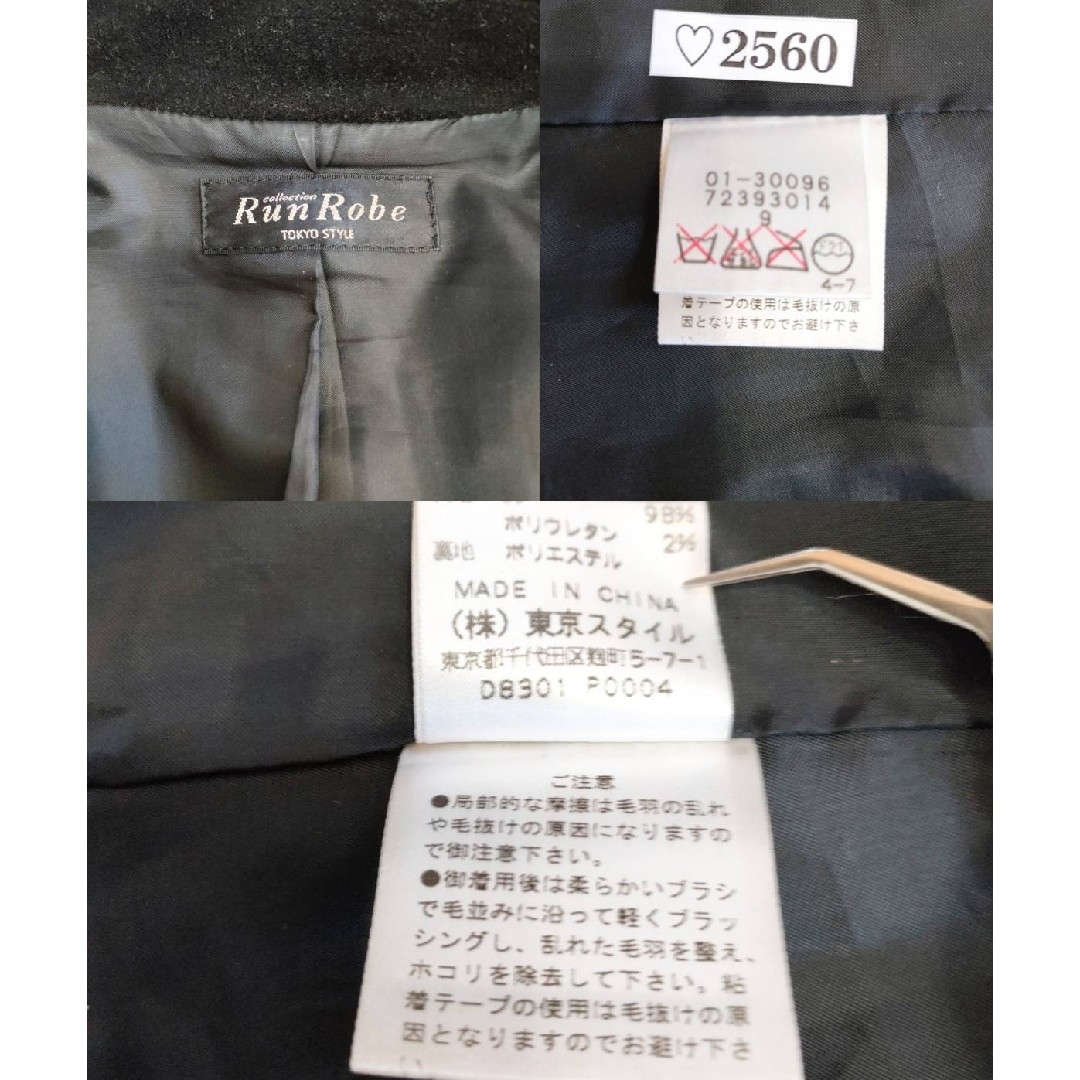 collection
RunRobe
TOKYO STYLE
♡2560
01-30096
72393014
9
4-7
着テープの使用は毛抜けの原
因となりますのでお避け下さ
98%
ポリウレタン 2%
裏地 ポリエステル
MADE IN CHINA
(株)東京スタイル
東京都千代田区麹町5-7-1
D8301 P0004
ご注意
●局部的な摩擦は毛羽の乱れ
や毛抜けの原因になりますの
で御注意下さい。
●御着用後は柔らかいブラシ
で毛並みに沿って軽くブラッ
シングし、乱れた毛羽を整え、
ホコリを除去して下さい。粘
着テープの使用は毛抜けの原
因となりますのでお避け下さ
い